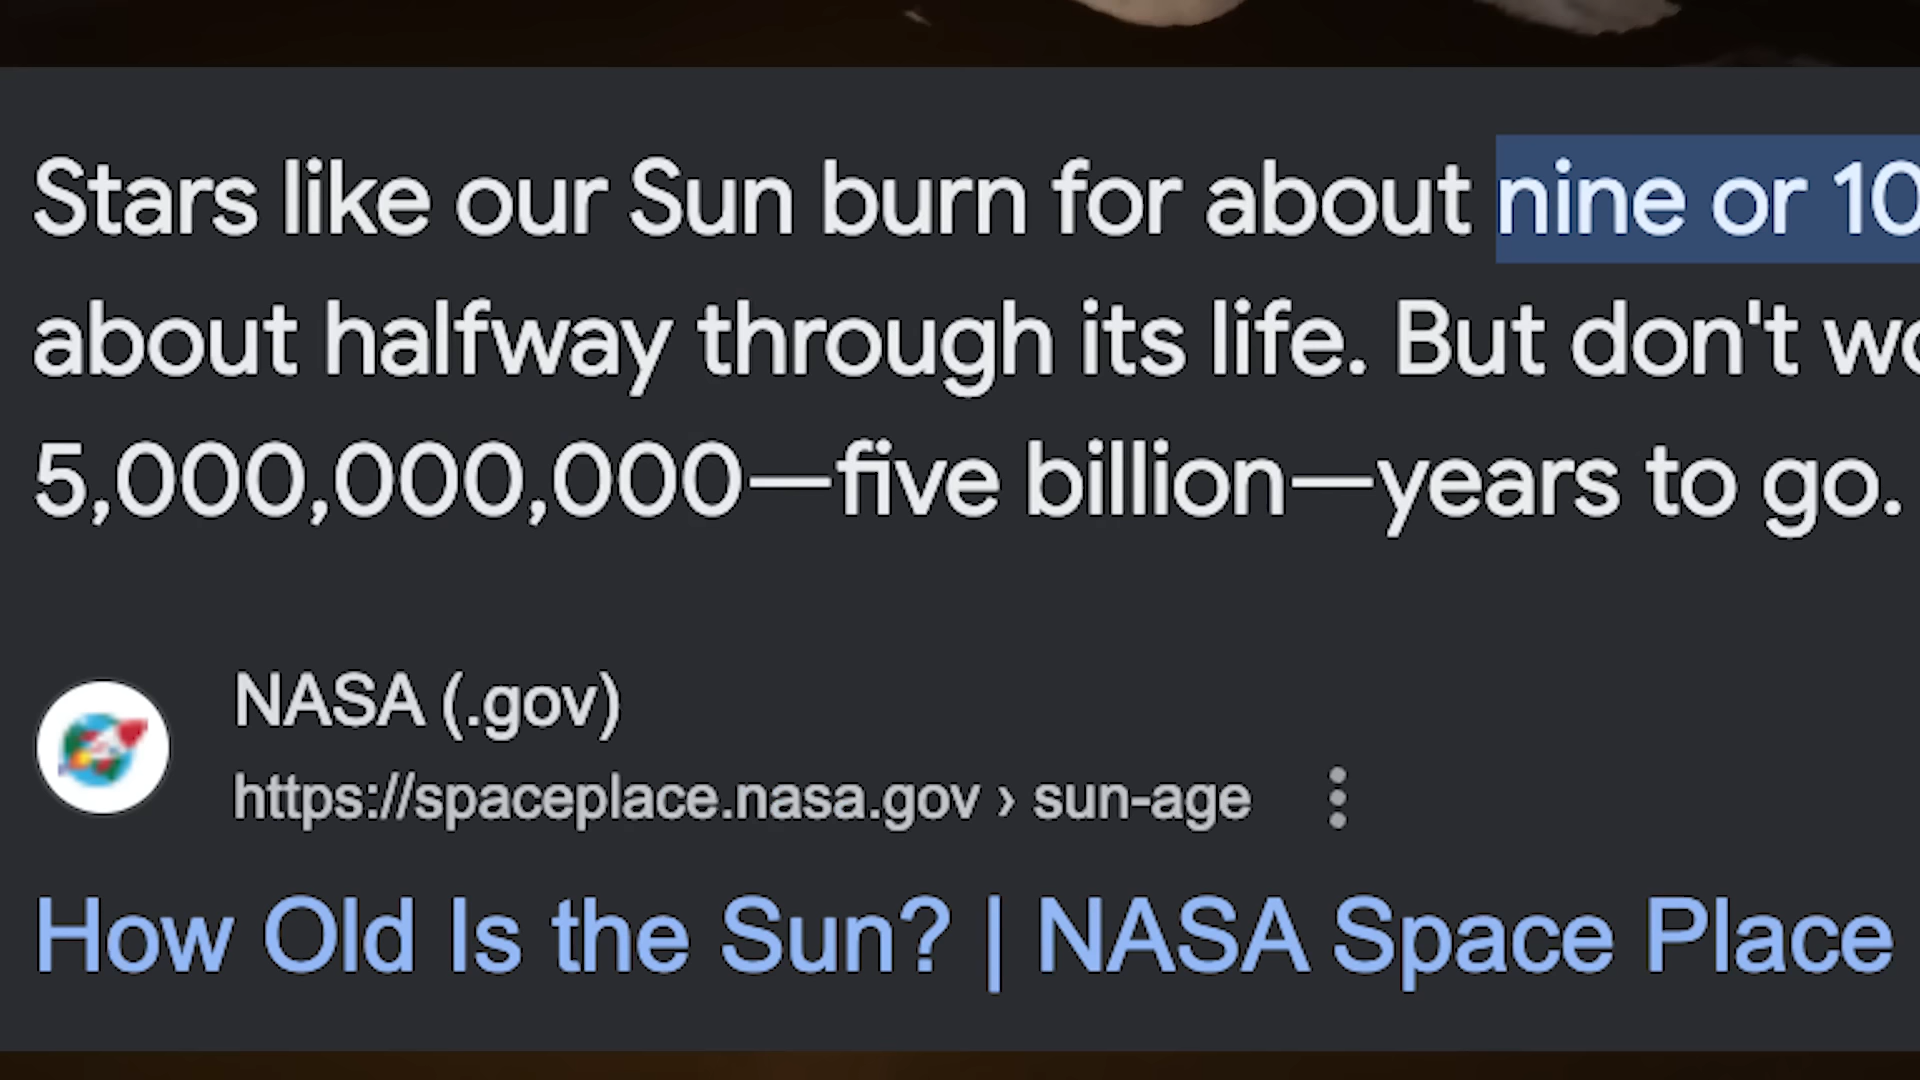 Stars like our Sun burn for about nine or 10
about halfway through its life. But don't
5,000,000,000—five billion—years to go.
NASA (.gov)
https://spaceplace.nasa.gov › sun-age
How Old Is the Sun? | NASA Space Place